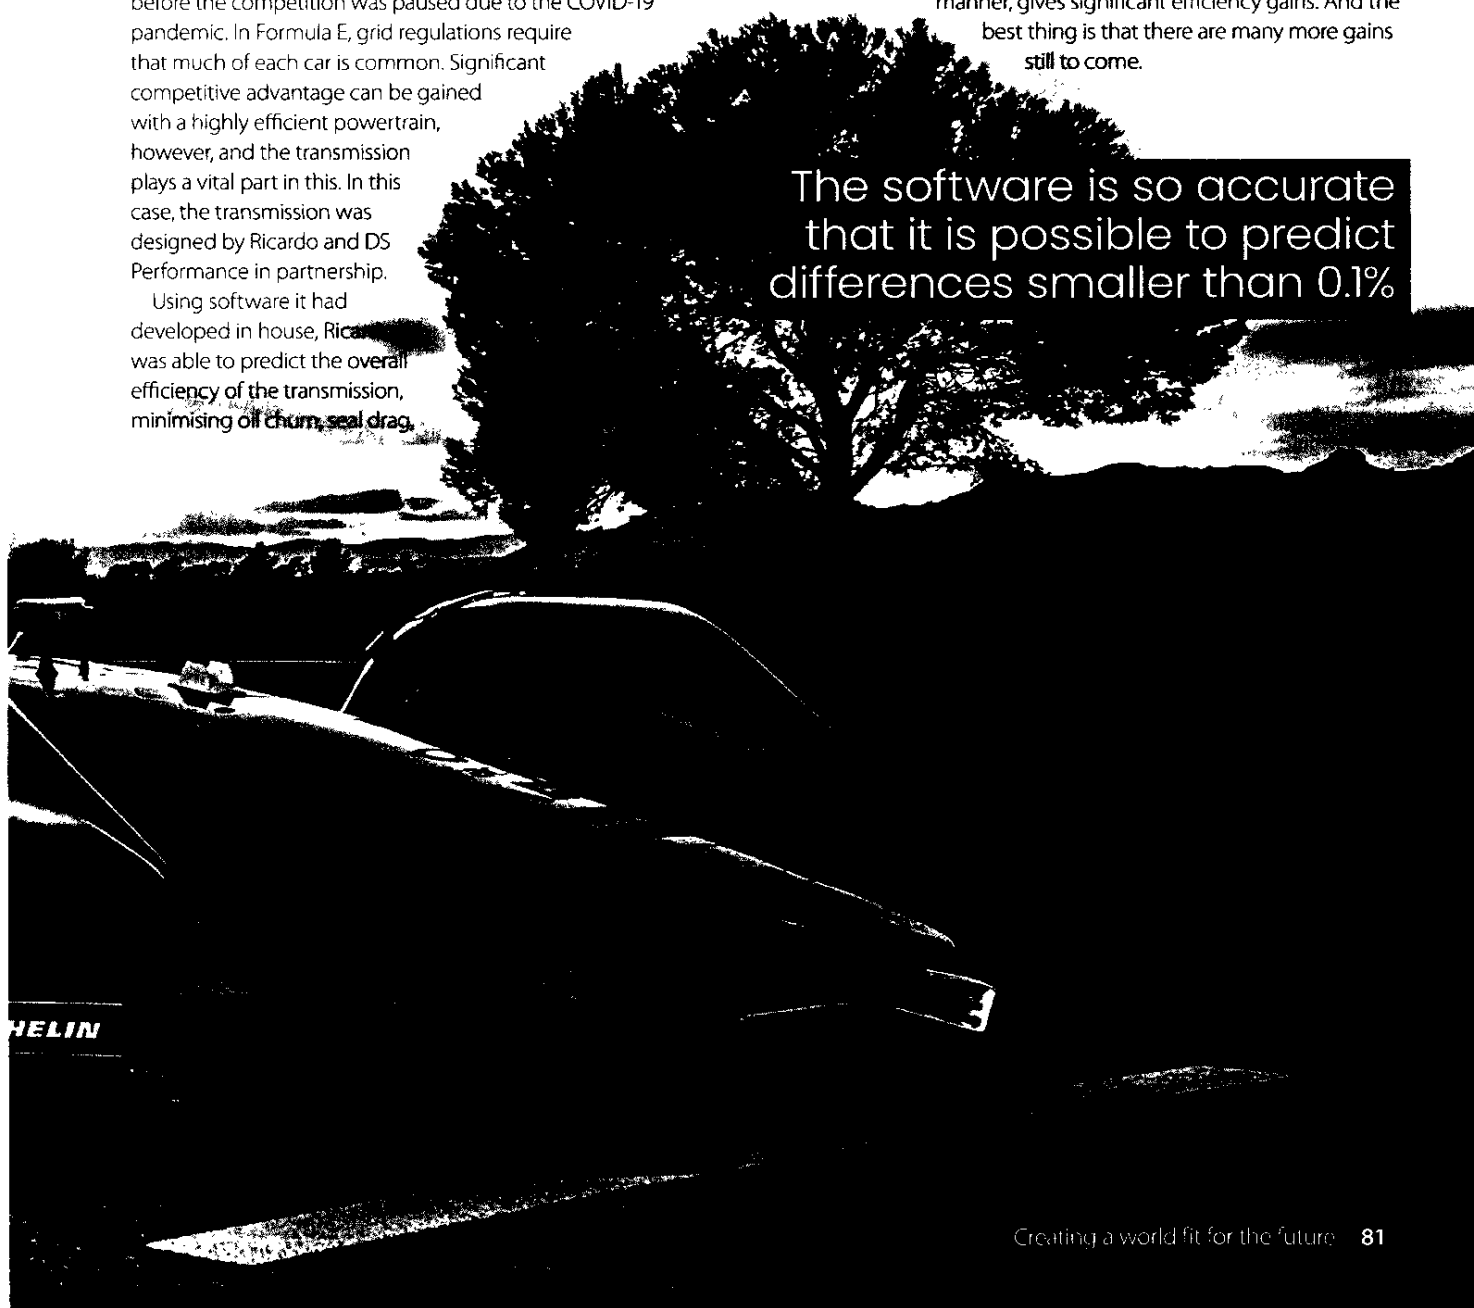 before the competition was paused due to the COVID-19
pandemic. In Formula E, grid regulations require
that much of each car is common. Significant
competitive advantage can be gained
with a highly efficient powertrain,
however, and the transmission
plays a vital part in this. In this
case, the transmission was
designed by Ricardo and DS
Performance in partnership.
Using software it had
developed in house, Ricardo
was able to predict the overall
efficiency of the transmission,
minimising oil churn, seal drag,
manner, gives significant efficiency gains. And the
best thing is that there are many more gains
still to come.
The software is so accurate
that it is possible to predict
differences smaller than 0.1%
HELIN
Creating a world fit for the future 81